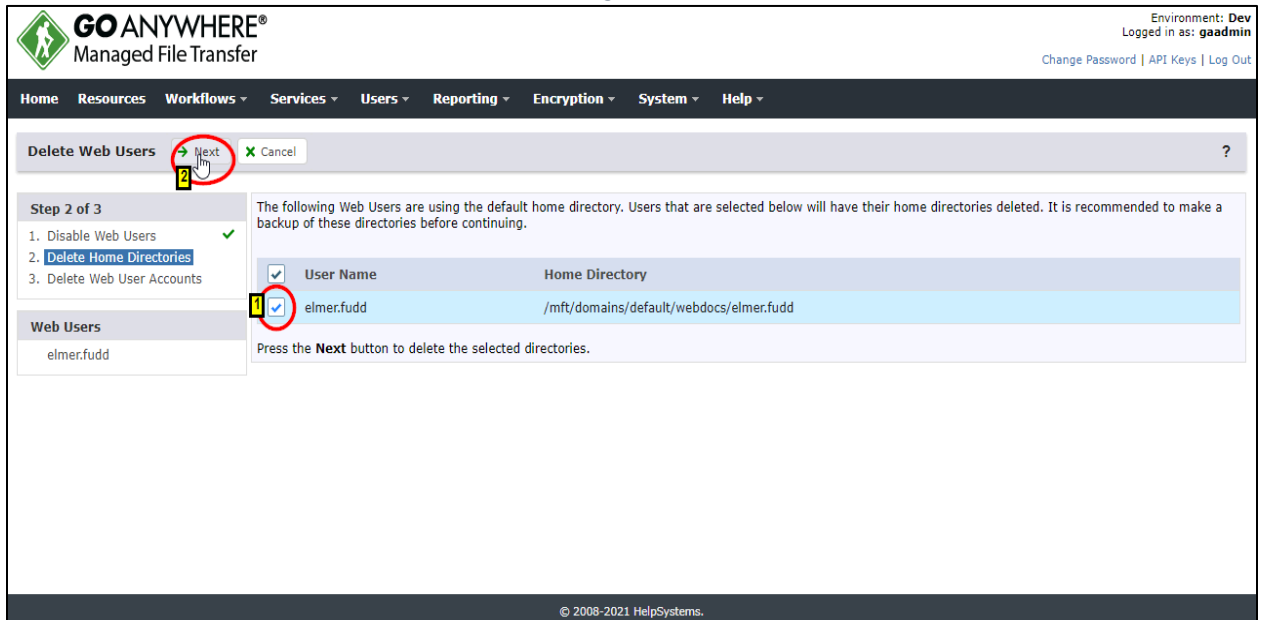 GO ANYWHERE®
Managed File Transfer
Environment: Dev
Logged in as: gaadmin
Change Password | API Keys | Log Out
Home Resources Workflows Services Users Reporting Encryption System Help
Delete Web Users Next Cancel ?
2
Step 2 of 3
1. Disable Web Users
2. Delete Home Directories
3. Delete Web User Accounts
Web Users
elmer.fudd
The following Web Users are using the default home directory. Users that are selected below will have their home directories deleted. It is recommended to make a
backup of these directories before continuing.
User Name Home Directory
1 elmer.fudd /mft/domains/default/webdocs/elmer.fudd
Press the Next button to delete the selected directories.
© 2008-2021 HelpSystems.